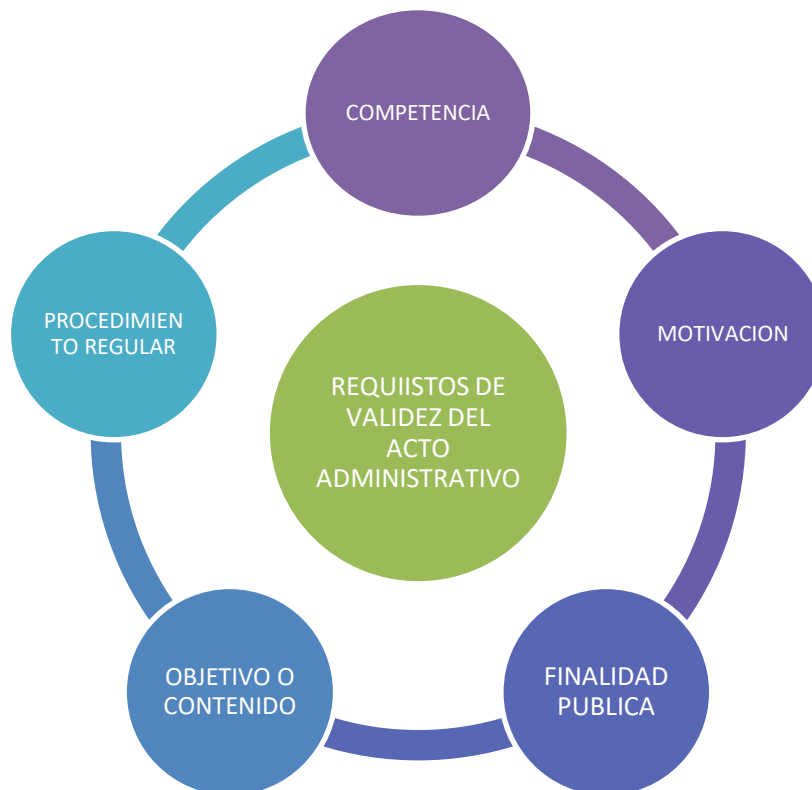 COMPETENCIA
MOTIVACION
FINALIDAD
PUBLICA
OBJETIVO O
CONTENIDO
PROCEDIMIEN
TO REGULAR
REQUIISTOS DE
VALIDEZ DEL
ACTO
ADMINISTRATIVO